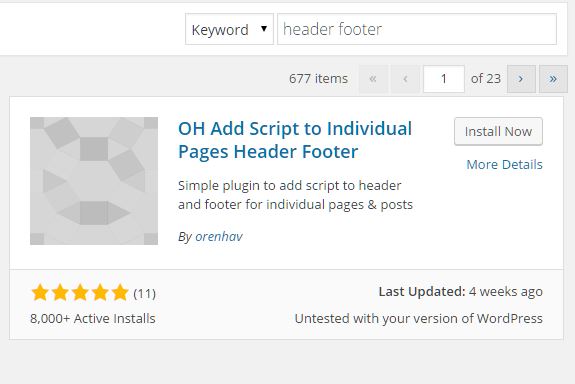 Keyword header footer
677 items « ‹ 1 of 23 › »
OH Add Script to Individual
Pages Header Footer
Install Now
More Details
Simple plugin to add script to header
and footer for individual pages & posts
By orenhav
(11)
8,000+ Active Installs
Last Updated: 4 weeks ago
Untested with your version of WordPress